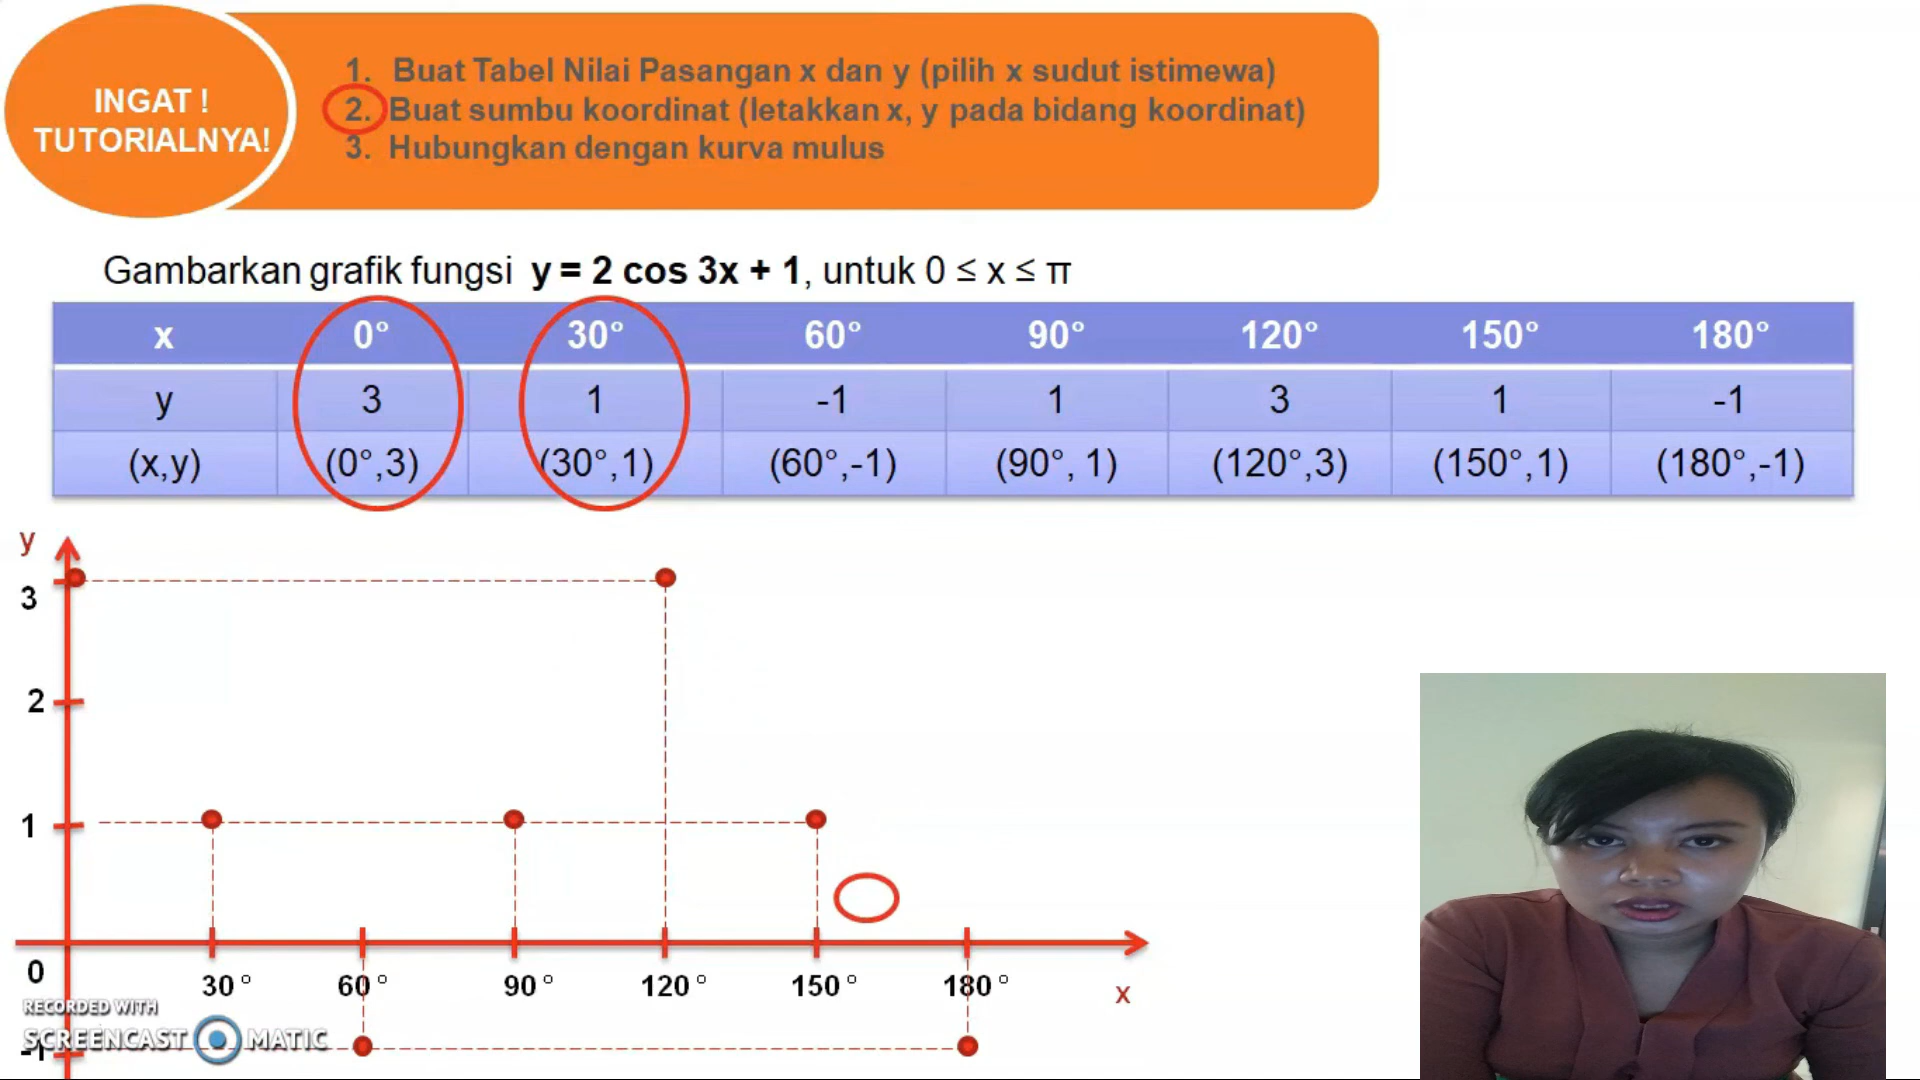 INGAT !
TUTORIALNYA!
1. Buat Tabel Nilai Pasangan x dan y (pilih x sudut istimewa)
2. Buat sumbu koordinat (letakkan x, y pada bidang koordinat)
3. Hubungkan dengan kurva mulus
Gambarkan grafik fungsi y = 2 cos 3x + 1, untuk 0 ≤ x ≤ π
x 0° 30° 60° 90° 120° 150° 180°
y 3 1 -1 1 3 1 -1
(x,y) (0°,3) (30°,1) (60°,-1) (90°, 1) (120°,3) (150°,1) (180°,-1)
y
3
2
1
0
30° 60° 90° 120° 150° 180°
x
-1
RECORDED WITH
SCREENCAST MATIC